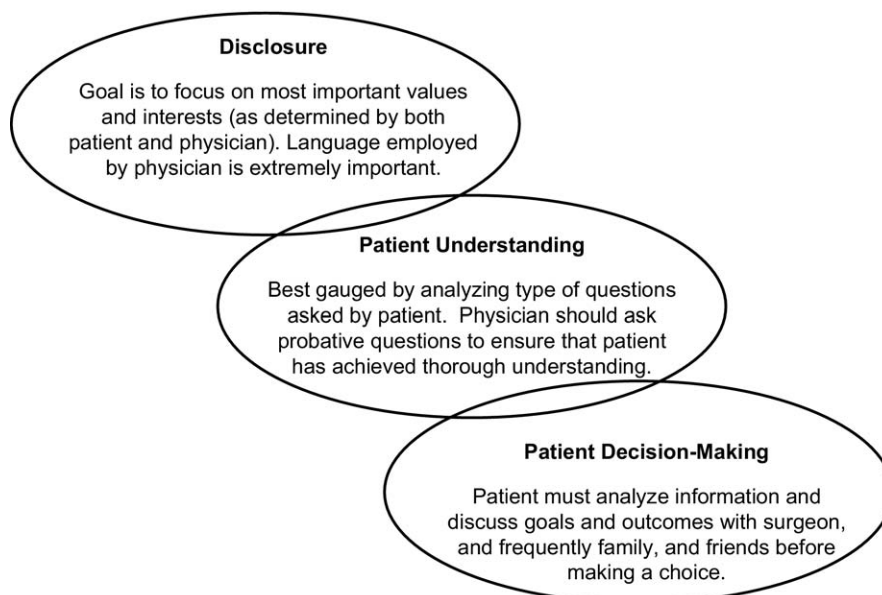 Disclosure
Goal is to focus on most important values
and interests (as determined by both
patient and physician). Language employed
by physician is extremely important.
Patient Understanding
Best gauged by analyzing type of questions
asked by patient.  Physician should ask
probative questions to ensure that patient
has achieved thorough understanding.
Patient Decision-Making
Patient must analyze information and
discuss goals and outcomes with surgeon,
and frequently family, and friends before
making a choice.